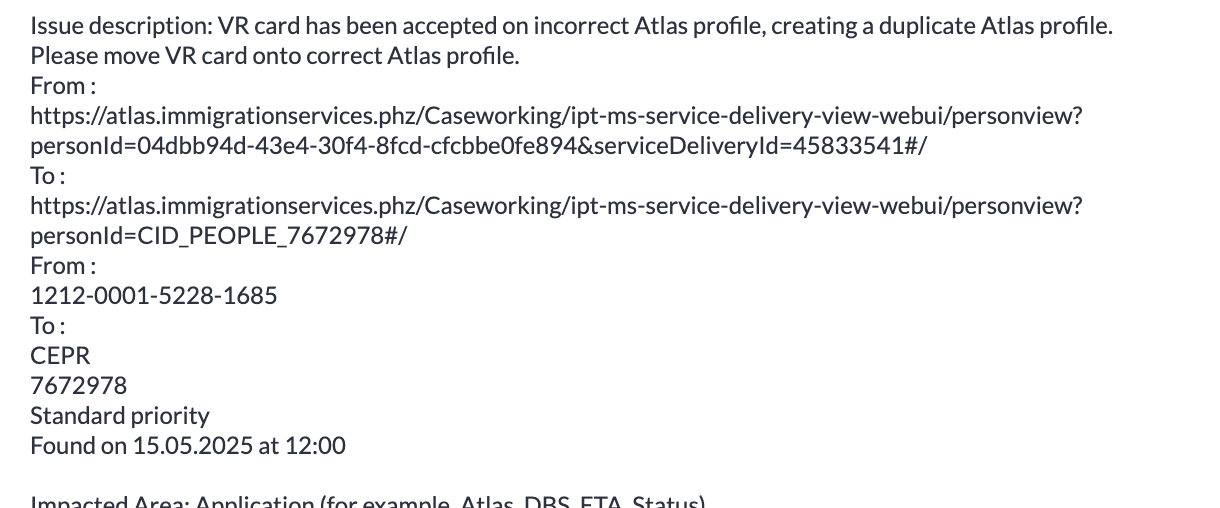 Issue description: VR card has been accepted on incorrect Atlas profile, creating a duplicate Atlas profile.
Please move VR card onto correct Atlas profile.
From :
https://atlas.immigrationservices.phz/Caseworking/ipt-ms-service-delivery-view-webui/personview?
personId=04dbb94d-43e4-30f4-8fcd-cfcbbe0fe894&serviceDeliveryId=45833541#/
To :
https://atlas.immigrationservices.phz/Caseworking/ipt-ms-service-delivery-view-webui/personview?
personId=CID_PEOPLE_7672978#/
From :
1212-0001-5228-1685
To :
CEPR
7672978
Standard priority
Found on 15.05.2025 at 12:00
Impacted Area: Application (for example, Atlas, DBS, ETA, Status)